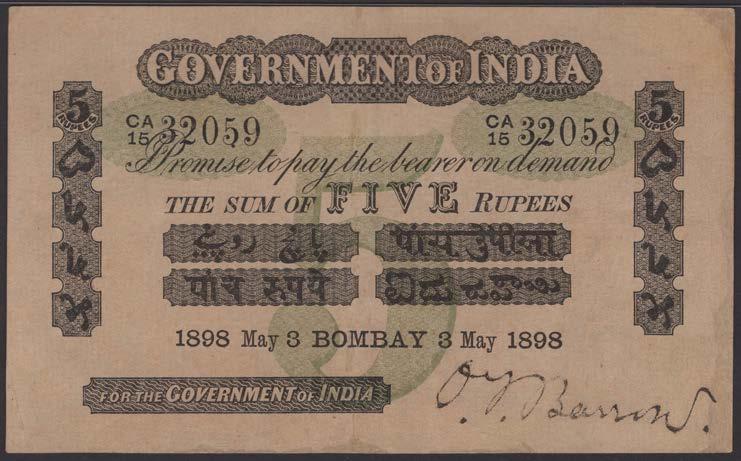 GOVERNMENT OF INDIA
5 RUPEES
5 RUPEES
CA 15 32059
CA 15 32059
I Promise to pay the bearer on demand
THE SUM OF FIVE RUPEES
पांच रुपये
1898 May 3 BOMBAY 3 May 1898
FOR THE GOVERNMENT OF INDIA
O. T. Barrow.